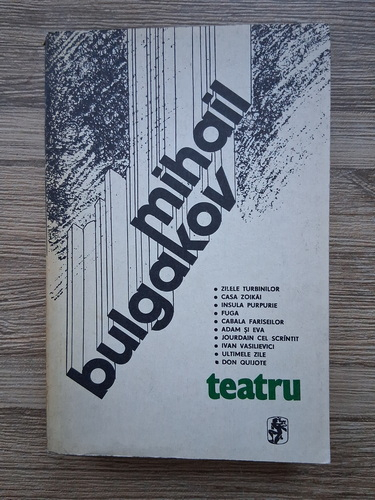 mihail
bulgakov
• ZILELE TURBINILOR
• CASA ZOIKĂI
• INSULA PURPURIE
• FUGA
• CABALA FARISEILOR
• ADAM ȘI EVA
• JOURDAIN CEL SCRÎNTIT
• IVAN VASILIEVICI
• ULTIMELE ZILE
• DON QUIJOTE
teatru